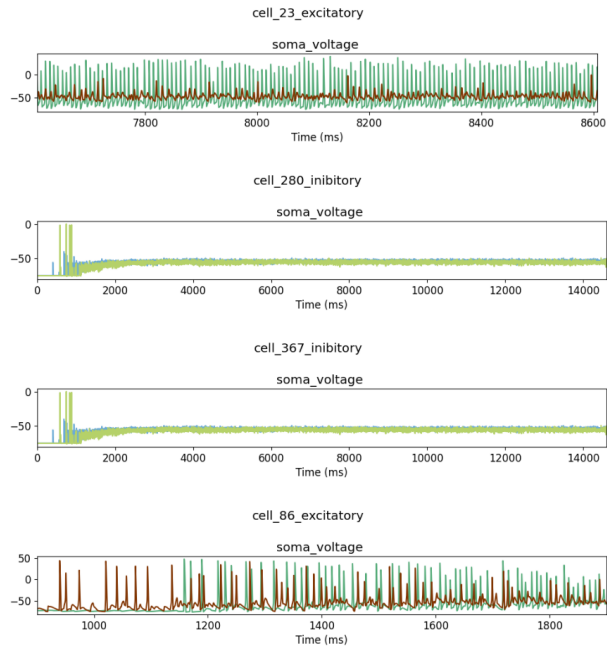 cell_23_excitatory
soma_voltage
0
−50
7800 8000 8200 8400 8600
Time (ms)
cell_280_inibitory
soma_voltage
0
−50
0 2000 4000 6000 8000 10000 12000 14000
Time (ms)
cell_367_inibitory
soma_voltage
0
−50
0 2000 4000 6000 8000 10000 12000 14000
Time (ms)
cell_86_excitatory
soma_voltage
50
0
−50
1000 1200 1400 1600 1800
Time (ms)